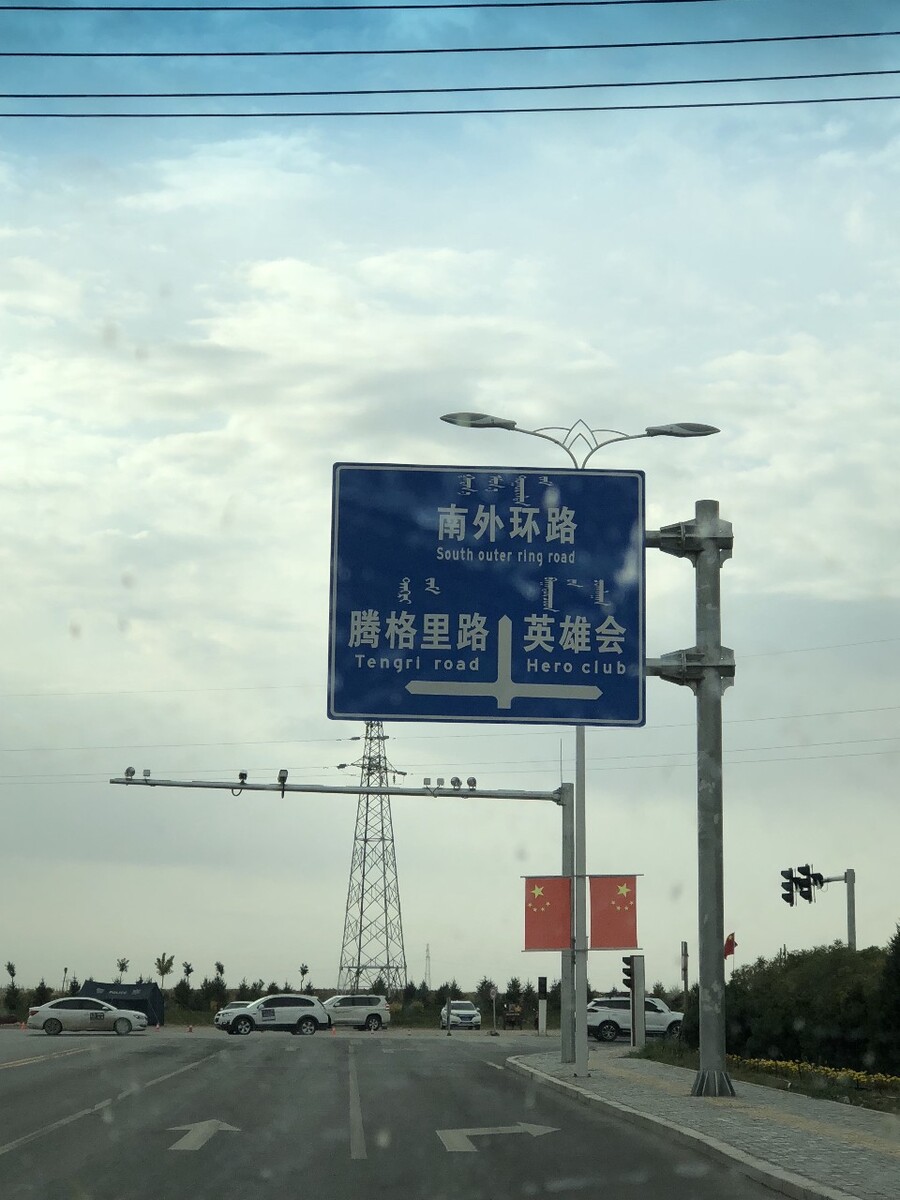 南外环路
South outer ring road
腾格里路
Tengri road
英雄会
Hero club